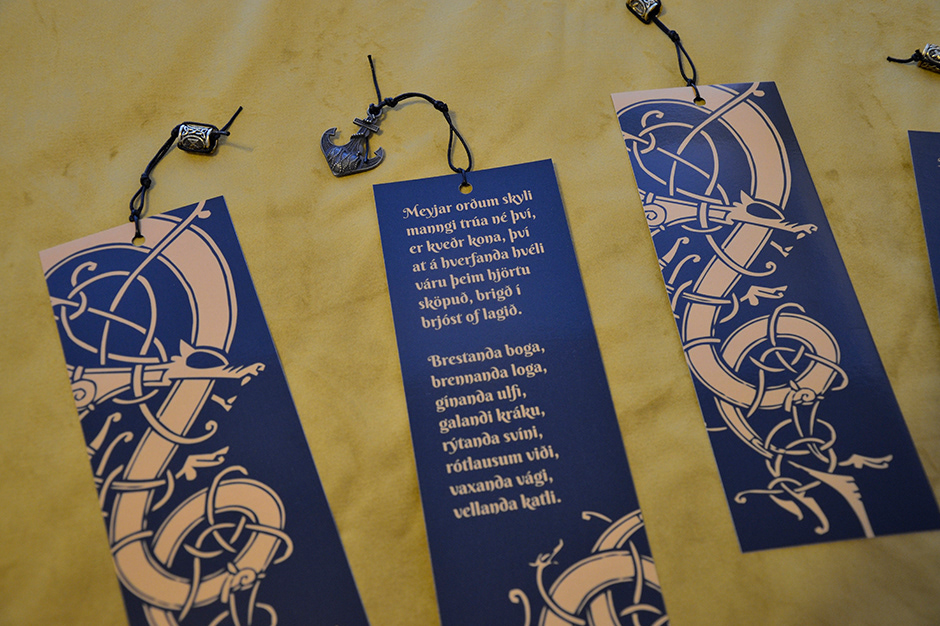 Meyjar orðum skyli
manngi trúa né því,
er kveðr kona, því
at á hverfanda hvéli
váru þeim hjörtu
sköpuð, brigð í
brjóst of lagið.
Brestanda boga,
brennanda loga,
gínanda ulfi,
galandi kráku,
rýtanda svíni,
rótlausum viði,
vaxanda vági,
vellanda katli.